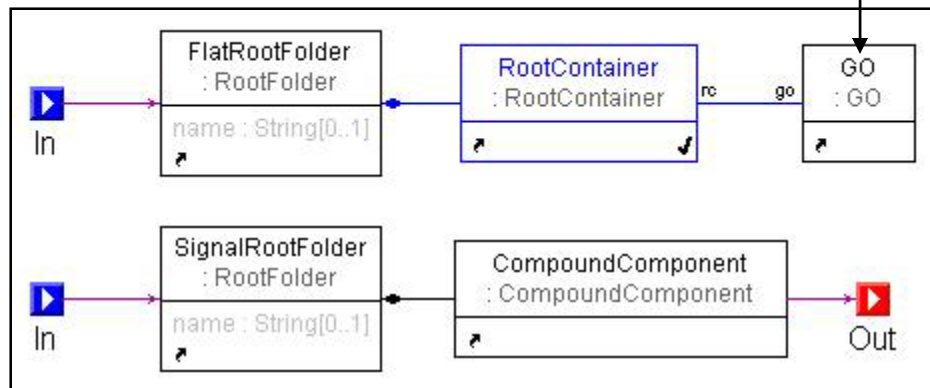 FlatRootFolder
: RootFolder
name : String[0..1]
In
RootContainer
: RootContainer
rc
go
GO
: GO
SignalRootFolder
: RootFolder
name : String[0..1]
In
CompoundComponent
: CompoundComponent
Out